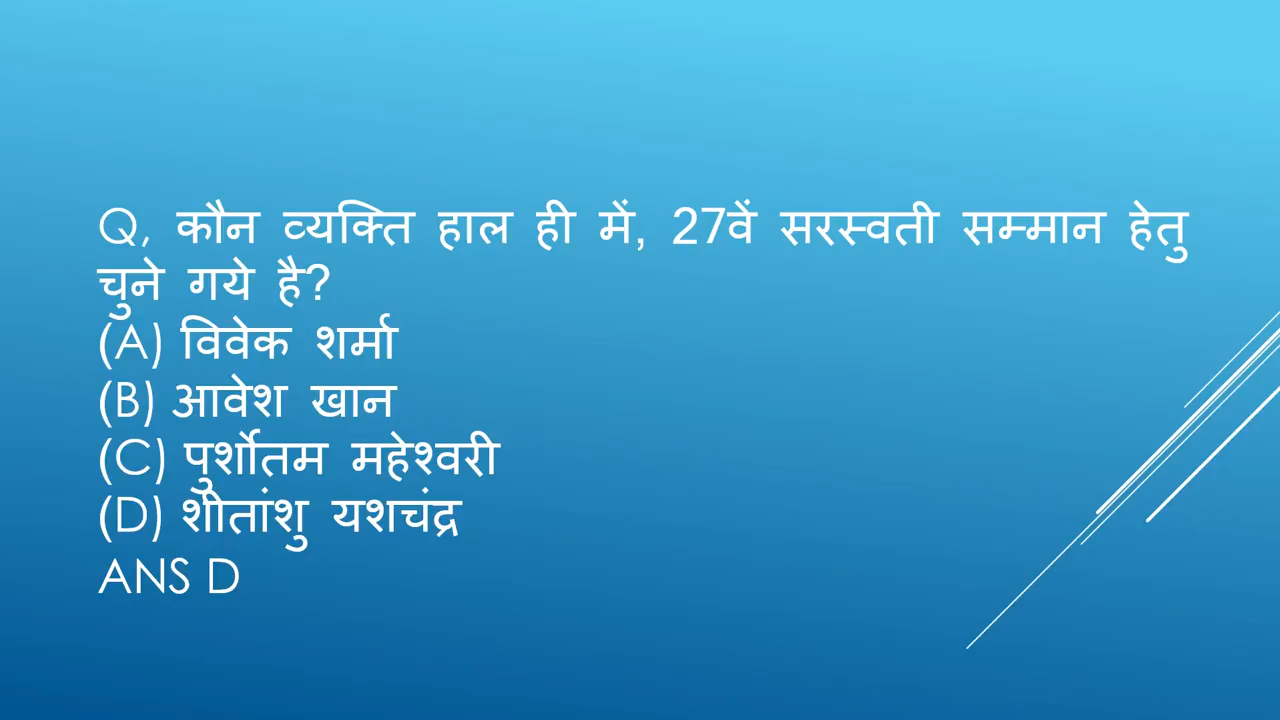 Q, कौन व्यक्ति हाल ही में, 27वें सरस्वती सम्मान हेतु
चुने गये है?
(A) विवेक शर्मा
(B) आवेश खान
(C) पुर्शोतम महेश्वरी
(D) शीतांशु यशचंद्र
ANS D